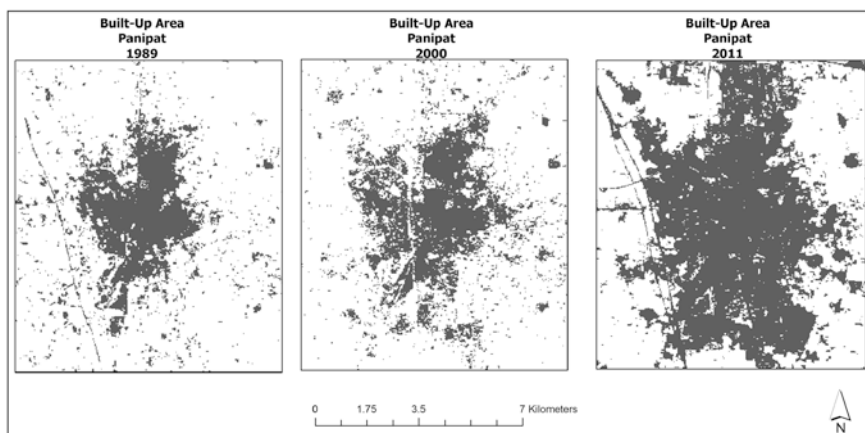 Built-Up Area
Panipat
1989
Built-Up Area
Panipat
2000
Built-Up Area
Panipat
2011
0 1.75 3.5 7 Kilometers
N